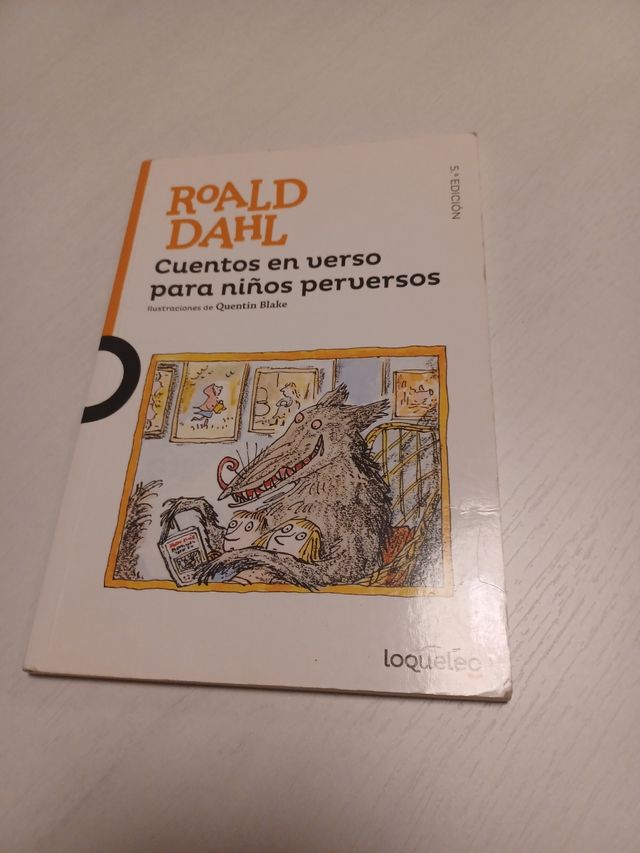 ROALD
DAHL
5.ª EDICIÓN
Cuentos en verso
para niños perversos
Ilustraciones de Quentin Blake
loqueleo